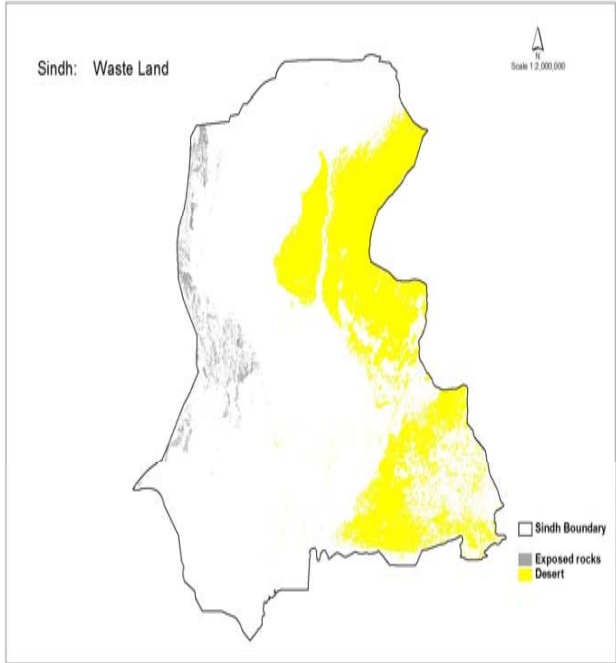 Sindh: Waste Land
N
Scale 1:2,000,000
Sindh Boundary
Exposed rocks
Desert